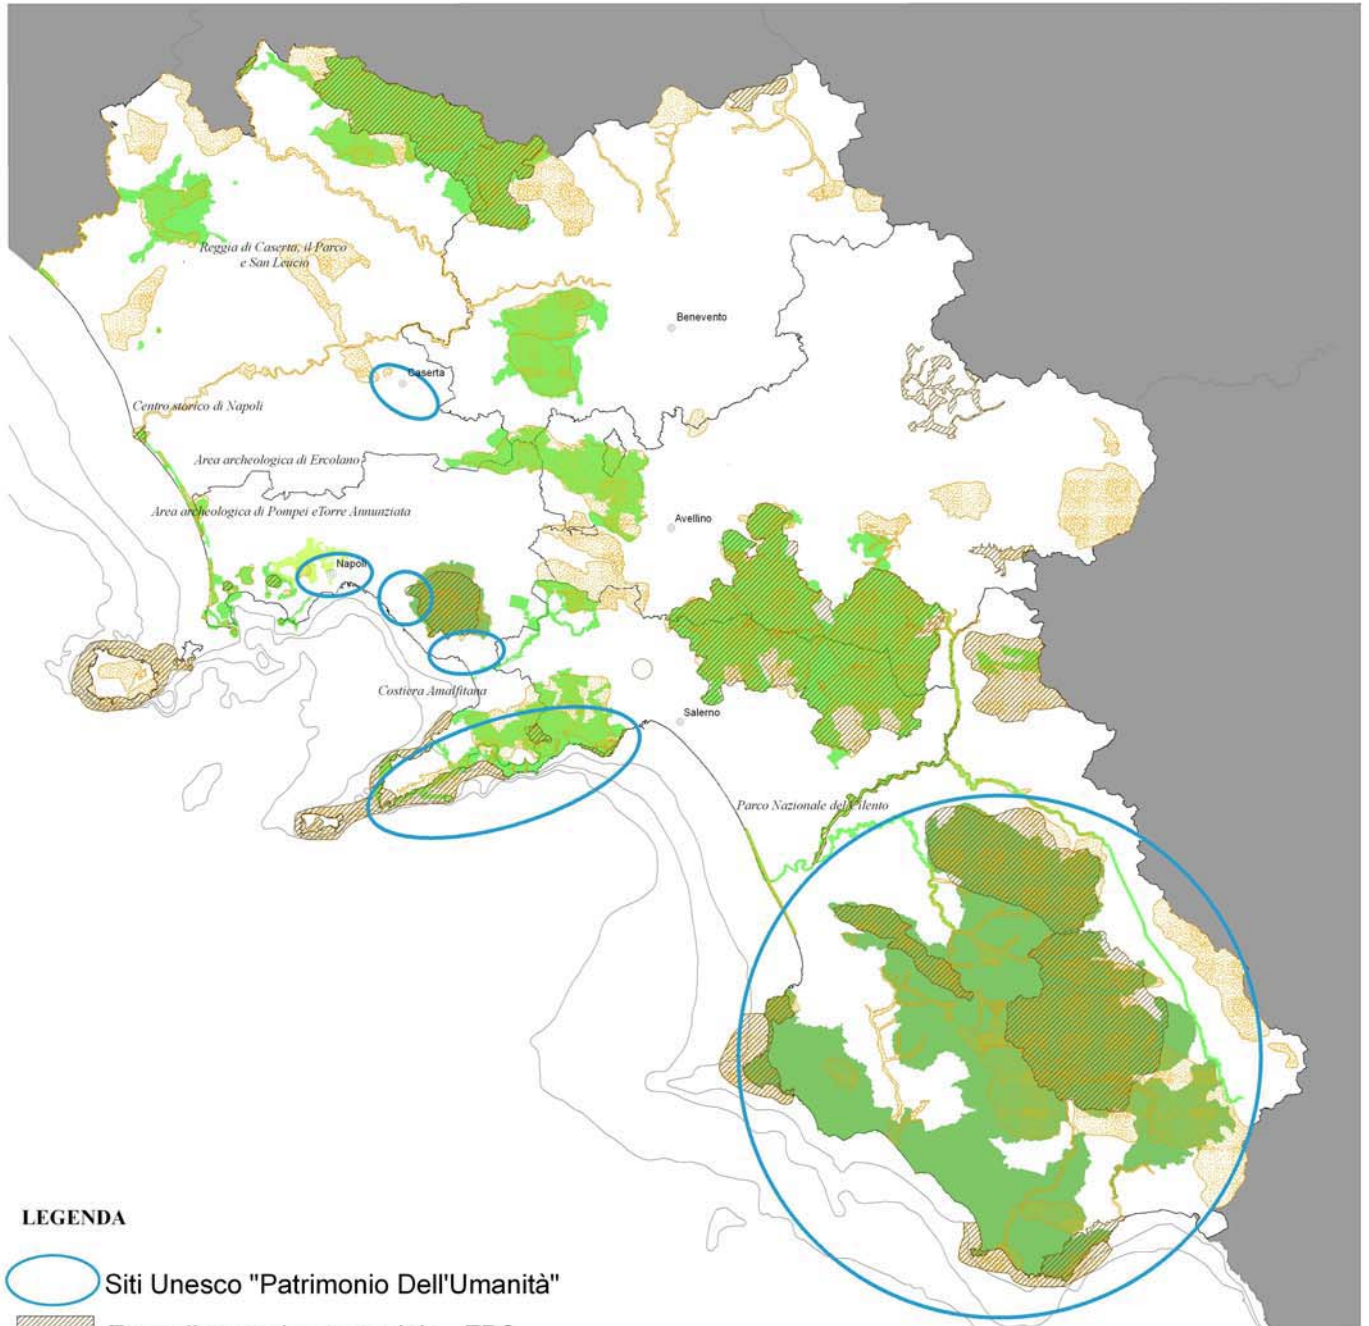 Reggia di Caserta, il Parco
e San Leucio
Benevento
Caserta
Centro storico di Napoli
Area archeologica di Ercolano
Area archeologica di Pompei eTorre Annunziata
Avellino
Napoli
Costiera Amalfitana
Salerno
Parco Nazionale del Cilento
LEGENDA
Siti Unesco "Patrimonio Dell'Umanità"